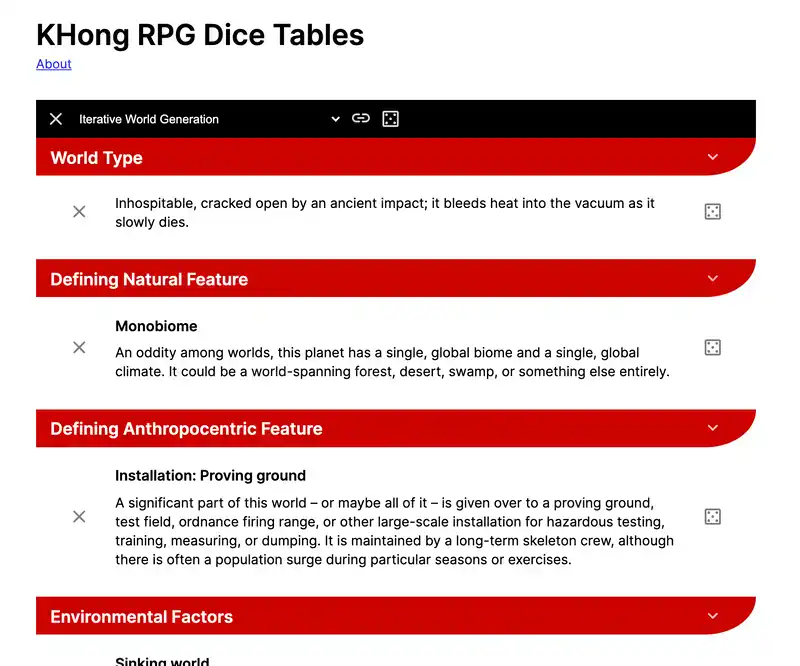 KHong RPG Dice Tables
About
Iterative World Generation
World Type
Inhospitable, cracked open by an ancient impact; it bleeds heat into the vacuum as it
slowly dies.
Defining Natural Feature
Monobiome
An oddity among worlds, this planet has a single, global biome and a single, global
climate. It could be a world-spanning forest, desert, swamp, or something else entirely.
Defining Anthropocentric Feature
Installation: Proving ground
A significant part of this world – or maybe all of it – is given over to a proving ground,
test field, ordnance firing range, or other large-scale installation for hazardous testing,
training, measuring, or dumping. It is maintained by a long-term skeleton crew, although
there is often a population surge during particular seasons or exercises.
Environmental Factors
Sinking world